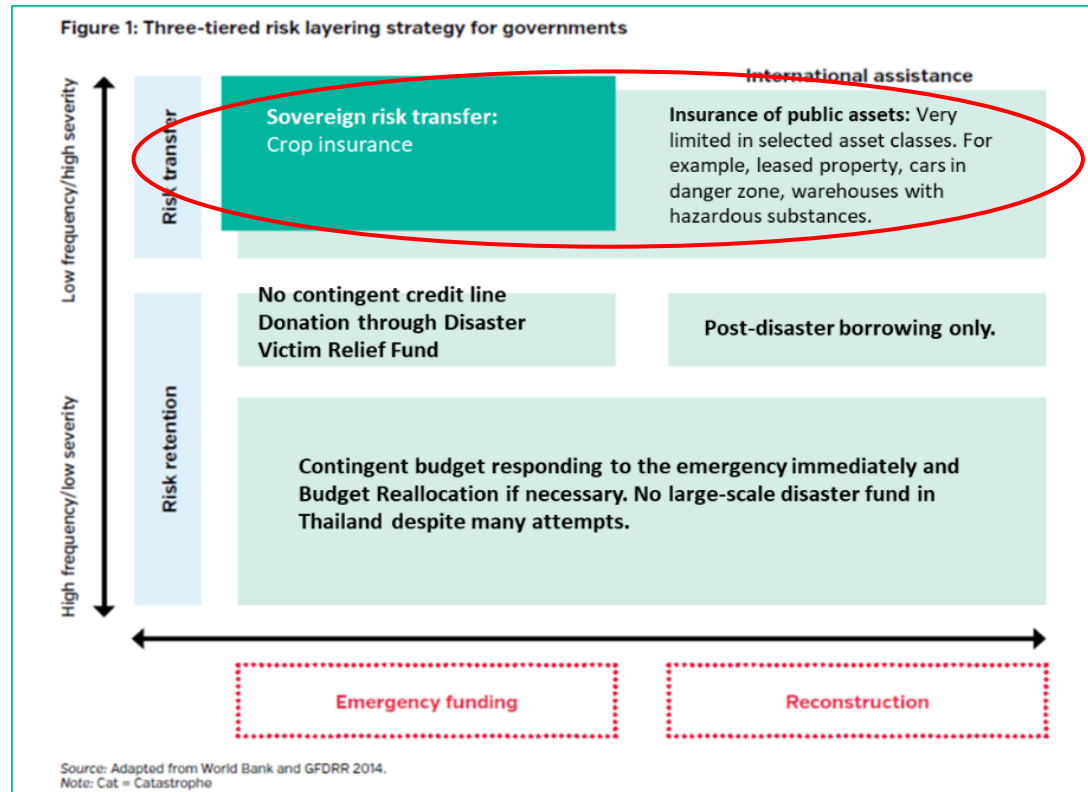 Figure 1: Three-tiered risk layering strategy for governments
International assistance
Low frequency/high severity
Risk transfer
Sovereign risk transfer:
Crop insurance
Insurance of public assets: Very
limited in selected asset classes. For
example, leased property, cars in
danger zone, warehouses with
hazardous substances.
High frequency/low severity
Risk retention
No contingent credit line
Donation through Disaster
Victim Relief Fund
Post-disaster borrowing only.
Contingent budget responding to the emergency immediately and
Budget Reallocation if necessary. No large-scale disaster fund in
Thailand despite many attempts.
Emergency funding
Reconstruction
Source: Adapted from World Bank and GFDRR 2014.
Note: Cat = Catastrophe